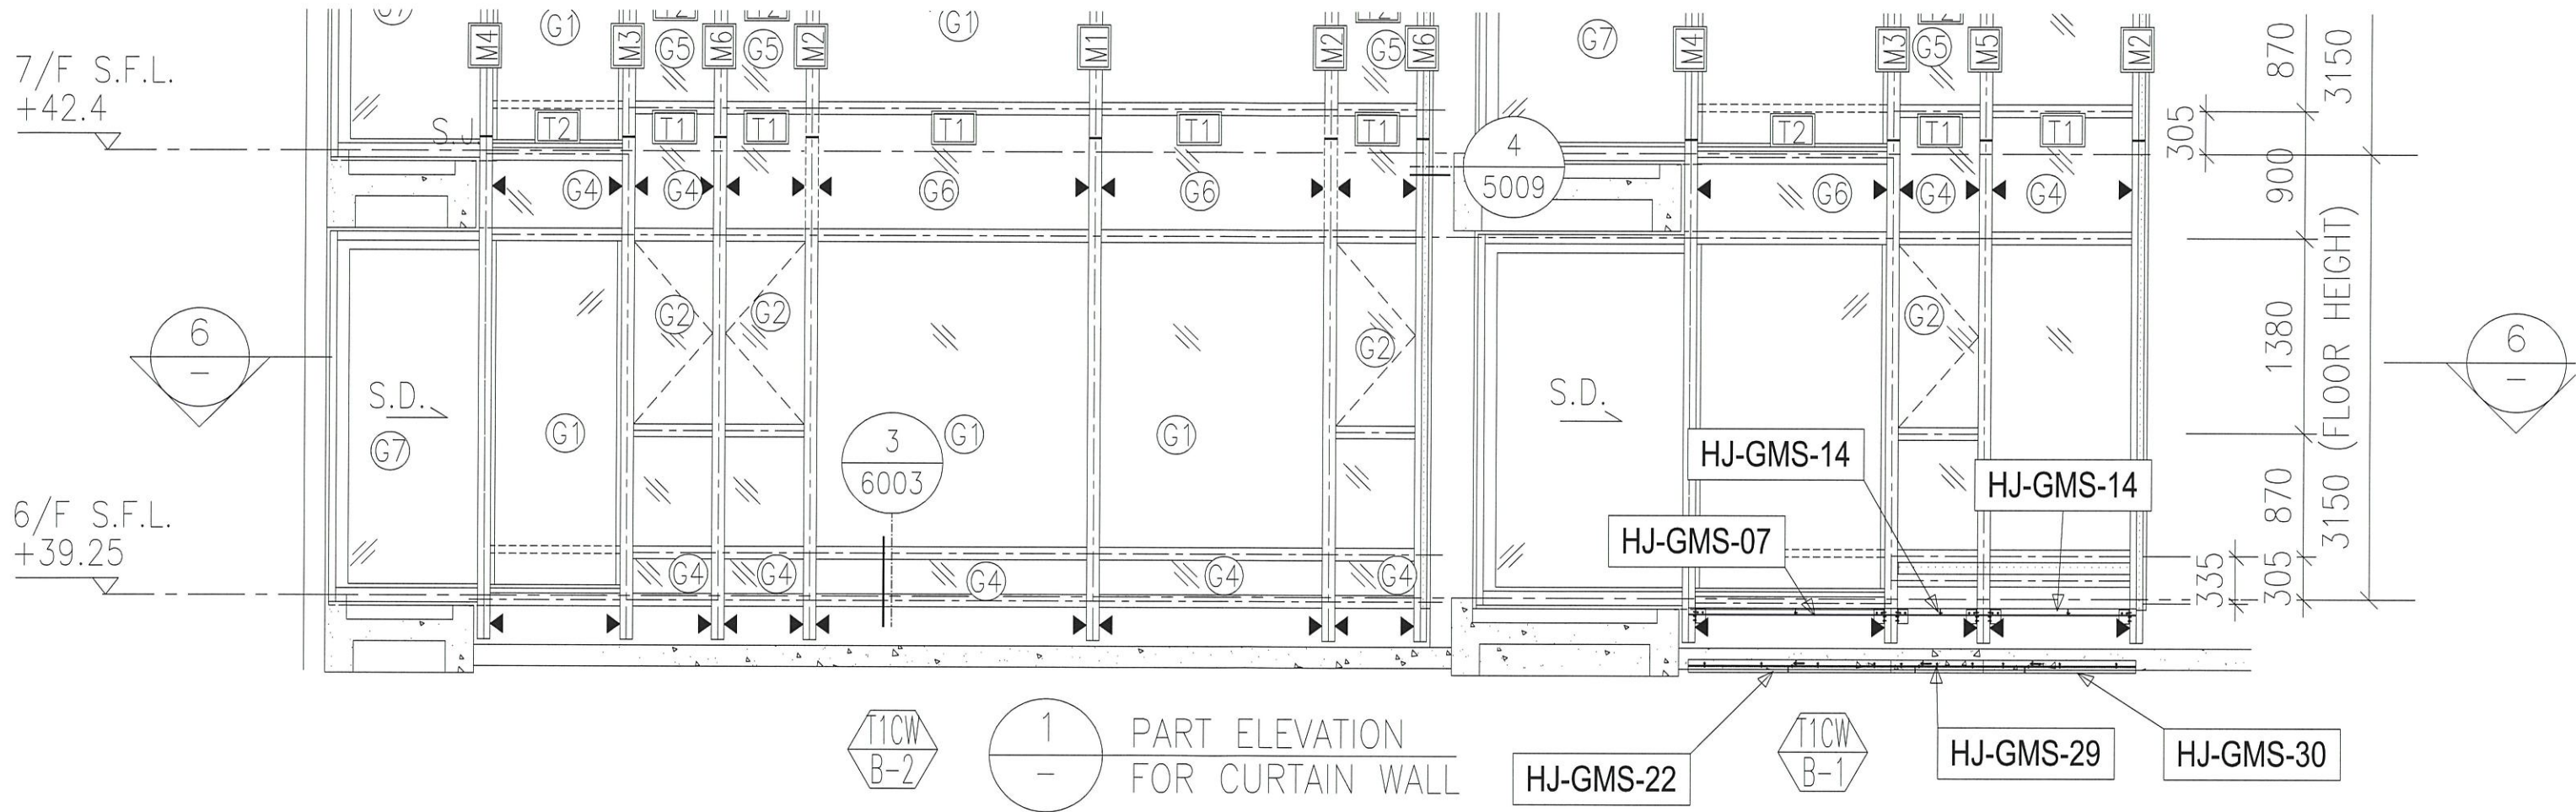 G7
G1
T2
T2
G1
T2
G7
T2
M4
M3
G5
M6
G5
M2
M1
M2
G5
M6
M4
M3
G5
M5
M2
870
3150
7/F S.F.L.
+42.4
S.J
T2
T1
T1
T1
T1
T1
T2
T1
T1
305
4
5009
G4
G4
G6
G6
G6
G4
G4
900
6
–
S.D.
G7
G1
G2
G2
G1
G1
G2
S.D.
G2
1380
3150 (FLOOR HEIGHT)
6
–
3
6003
HJ-GMS-14
HJ-GMS-14
HJ-GMS-07
870
6/F S.F.L.
+39.25
G4
G4
G4
G4
G4
335
305
T1CW
B-2
1
–
PART ELEVATION
FOR CURTAIN WALL
HJ-GMS-22
T1CW
B-1
HJ-GMS-29
HJ-GMS-30